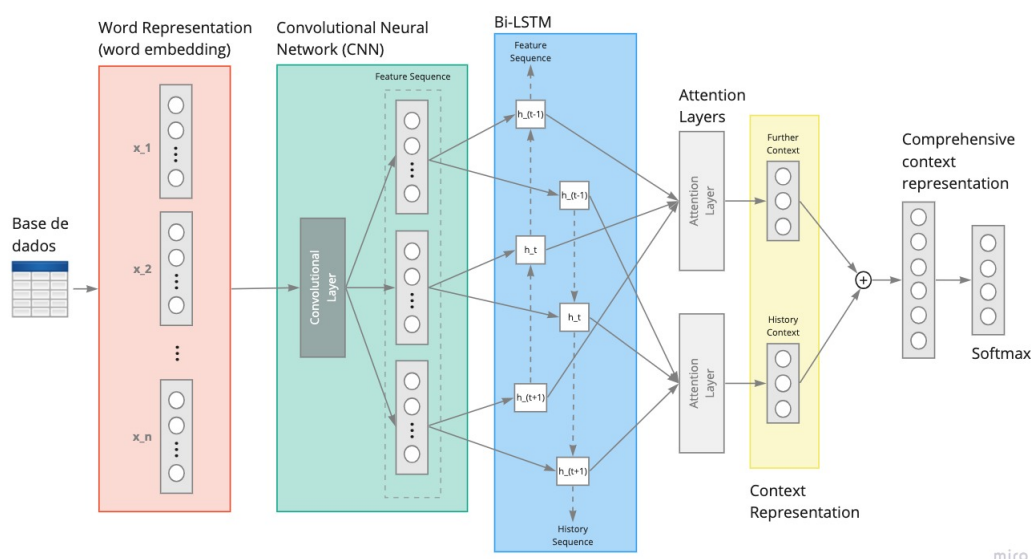 Word Representation
(word embedding)
Convolutional Neural
Network (CNN)
Bi-LSTM
Feature Sequence
Feature
Sequence
Attention
Layers
Further
Context
Comprehensive
context
representation
Base de
dados
x_1
x_2
...
x_n
Convolutional
Layer
h_(t-1)
h_(t-1)
h_t
h_t
h_(t+1)
h_(t+1)
History
Sequence
Attention
Layer
Attention
Layer
History
Context
+
Softmax
Context
Representation
miro